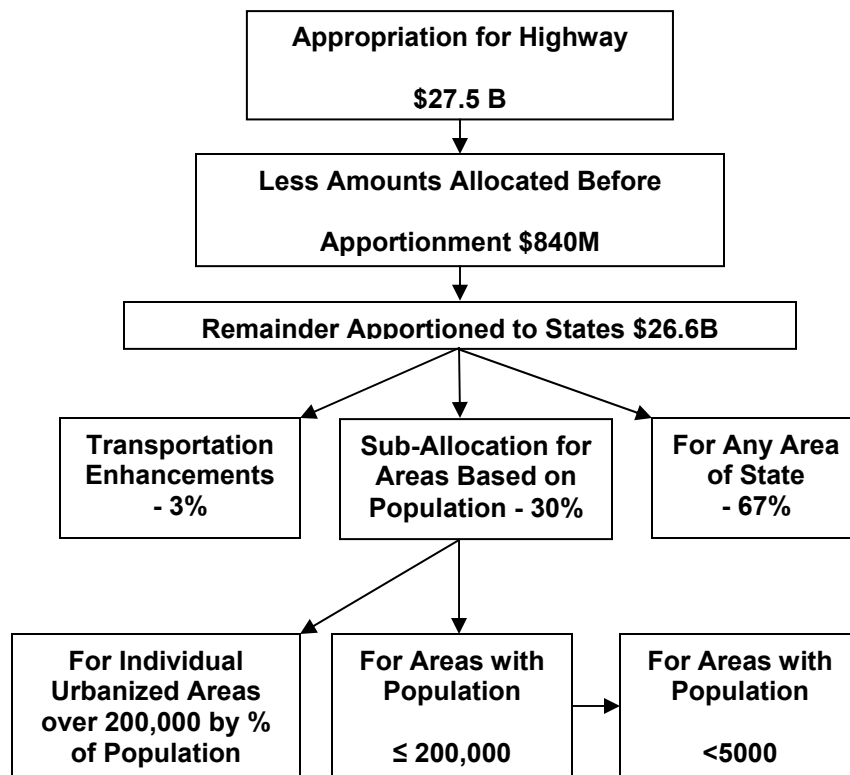 Appropriation for Highway
$27.5 B
Less Amounts Allocated Before
Apportionment $840M
Remainder Apportioned to States $26.6B
Transportation
Enhancements
- 3%
Sub-Allocation for
Areas Based on
Population - 30%
For Any Area
of State
- 67%
For Individual
Urbanized Areas
over 200,000 by %
of Population
For Areas with
Population
≤ 200,000
For Areas with
Population
<5000